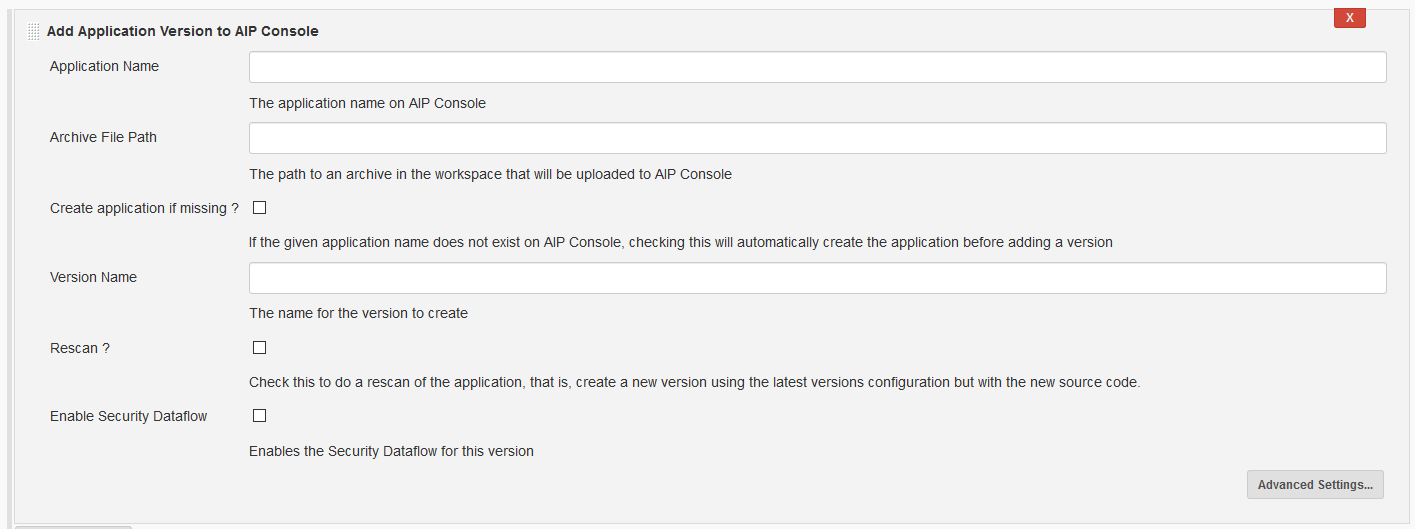 X
Add Application Version to AIP Console
Application Name
The application name on AIP Console
Archive File Path
The path to an archive in the workspace that will be uploaded to AIP Console
Create application if missing ?
If the given application name does not exist on AIP Console, checking this will automatically create the application before adding a version
Version Name
The name for the version to create
Rescan ?
Check this to do a rescan of the application, that is, create a new version using the latest versions configuration but with the new source code.
Enable Security Dataflow
Enables the Security Dataflow for this version
Advanced Settings...